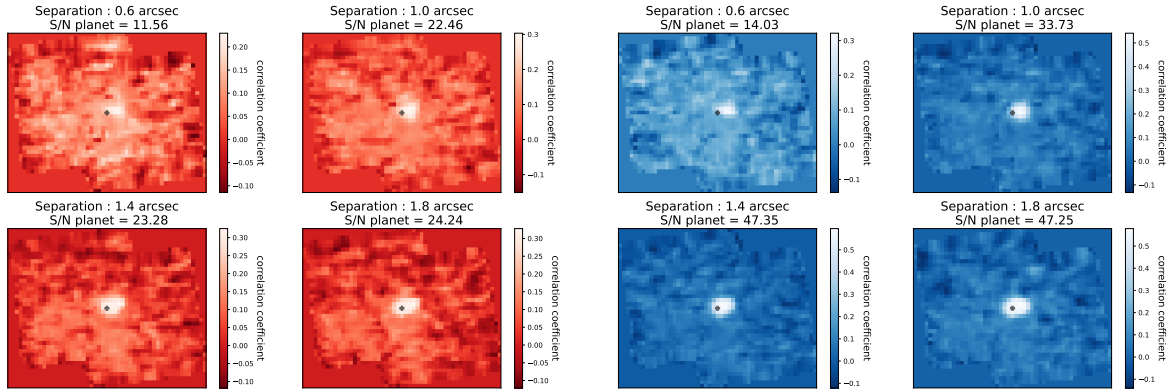 Separation : 0.6 arcsec
S/N planet = 11.56
0.20
0.15
0.10
0.05
0.00
−0.05
−0.10
correlation coefficient
Separation : 1.0 arcsec
S/N planet = 22.46
0.3
0.2
0.1
0.0
−0.1
correlation coefficient
Separation : 0.6 arcsec
S/N planet = 14.03
0.3
0.2
0.1
0.0
−0.1
correlation coefficient
Separation : 1.0 arcsec
S/N planet = 33.73
0.5
0.4
0.3
0.2
0.1
0.0
−0.1
correlation coefficient
Separation : 1.4 arcsec
S/N planet = 23.28
0.30
0.25
0.20
0.15
0.10
0.05
0.00
−0.05
−0.10
correlation coefficient
Separation : 1.8 arcsec
S/N planet = 24.24
0.30
0.25
0.20
0.15
0.10
0.05
0.00
−0.05
−0.10
correlation coefficient
Separation : 1.4 arcsec
S/N planet = 47.35
0.5
0.4
0.3
0.2
0.1
0.0
−0.1
correlation coefficient
Separation : 1.8 arcsec
S/N planet = 47.25
0.5
0.4
0.3
0.2
0.1
0.0
−0.1
correlation coefficient